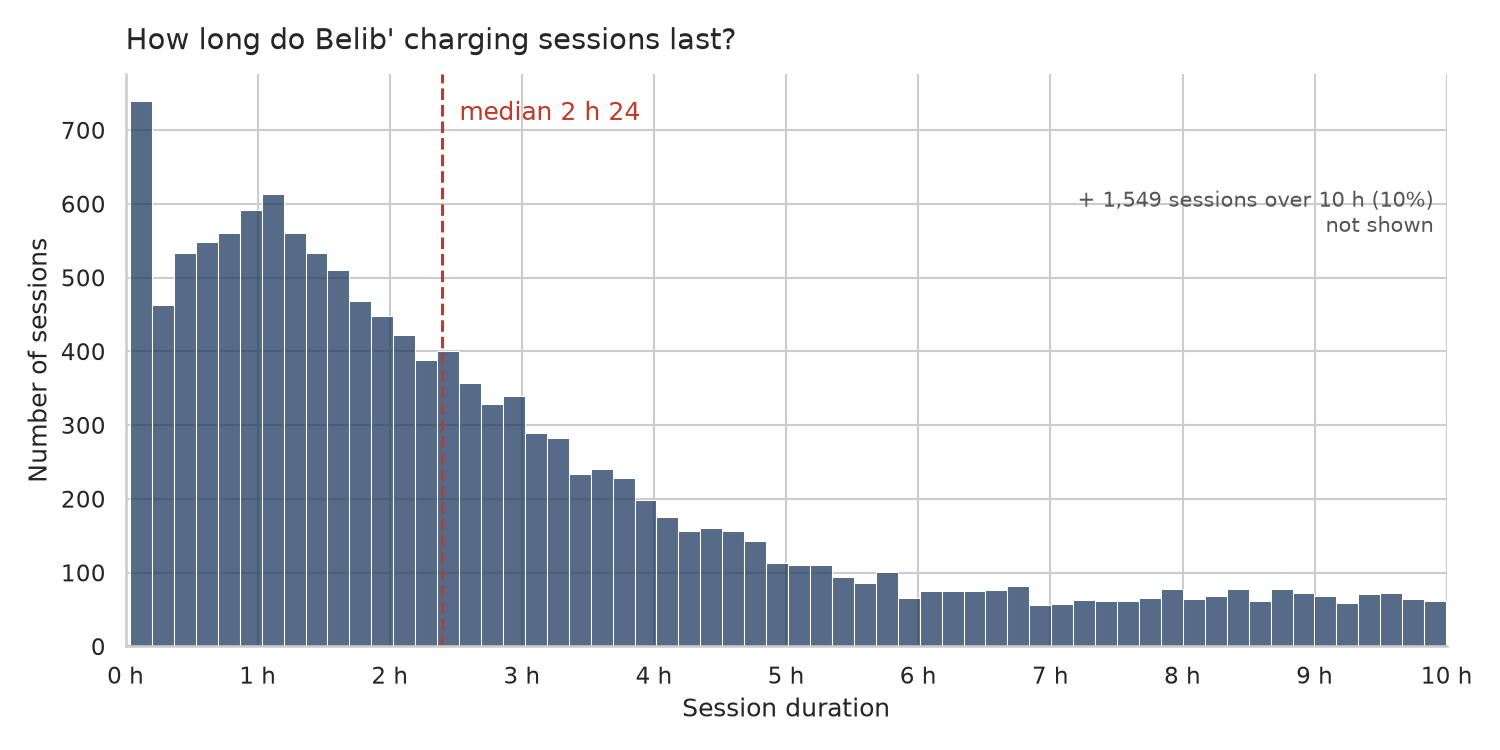 How long do Belib' charging sessions last?
median 2 h 24
+ 1,549 sessions over 10 h (10%)
not shown
Number of sessions
700
600
500
400
300
200
100
0
0 h
1 h
2 h
3 h
4 h
5 h
6 h
7 h
8 h
9 h
10 h
Session duration